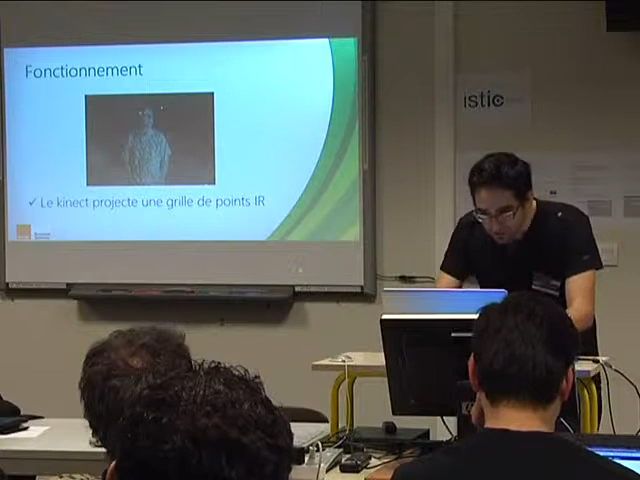 Fonctionnement
✓ Le kinect projecte une grille de points IR
istic